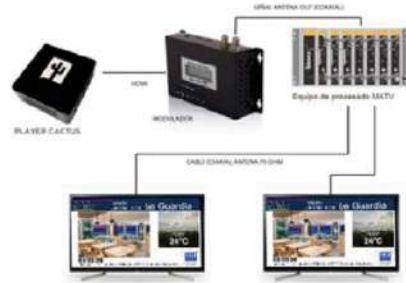 SEÑAL ANTENA OUT (COAXIAL)
HDMI
MODULADOR
PLAYER CACTUS
Equipo de procesado MATV
CABLE COAXIAL ANTENA 75 OHM
La Guardia
24°C
La Guardia
24°C